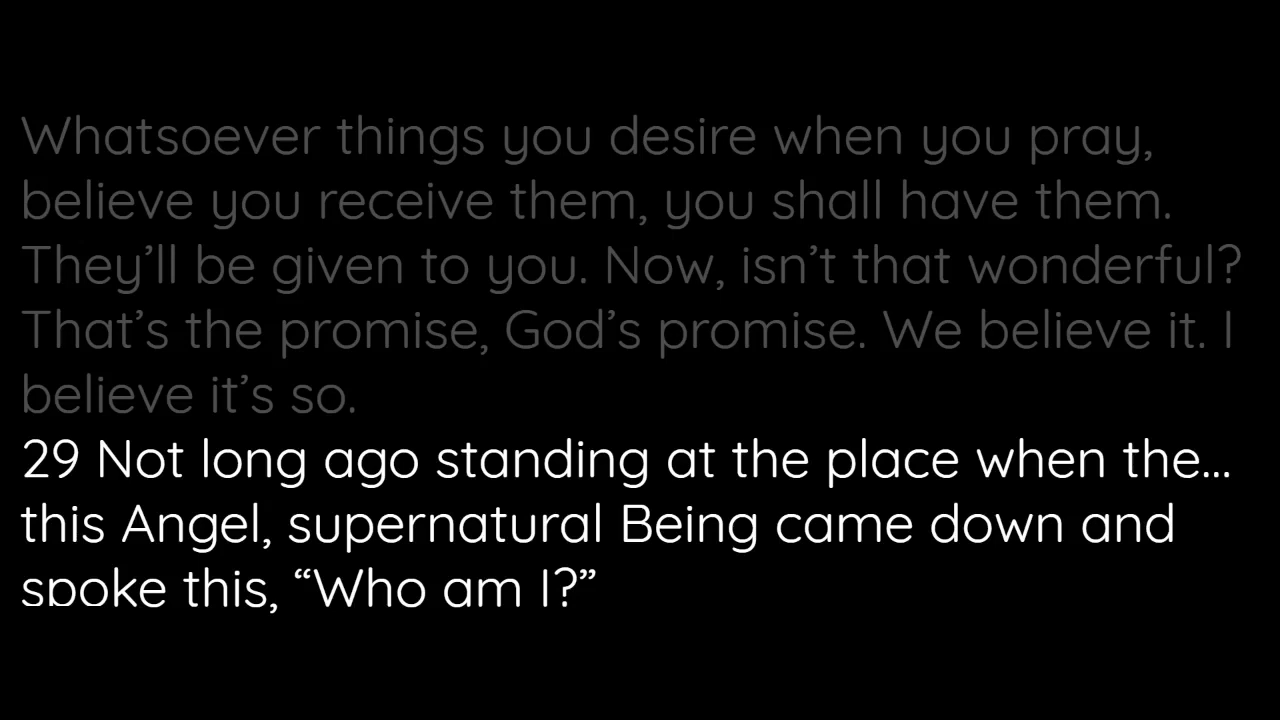 Whatsoever things you desire when you pray,
believe you receive them, you shall have them.
They’ll be given to you. Now, isn’t that wonderful?
That’s the promise, God’s promise. We believe it. I
believe it’s so.
29 Not long ago standing at the place when the...
this Angel, supernatural Being came down and
spoke this, “Who am I?”